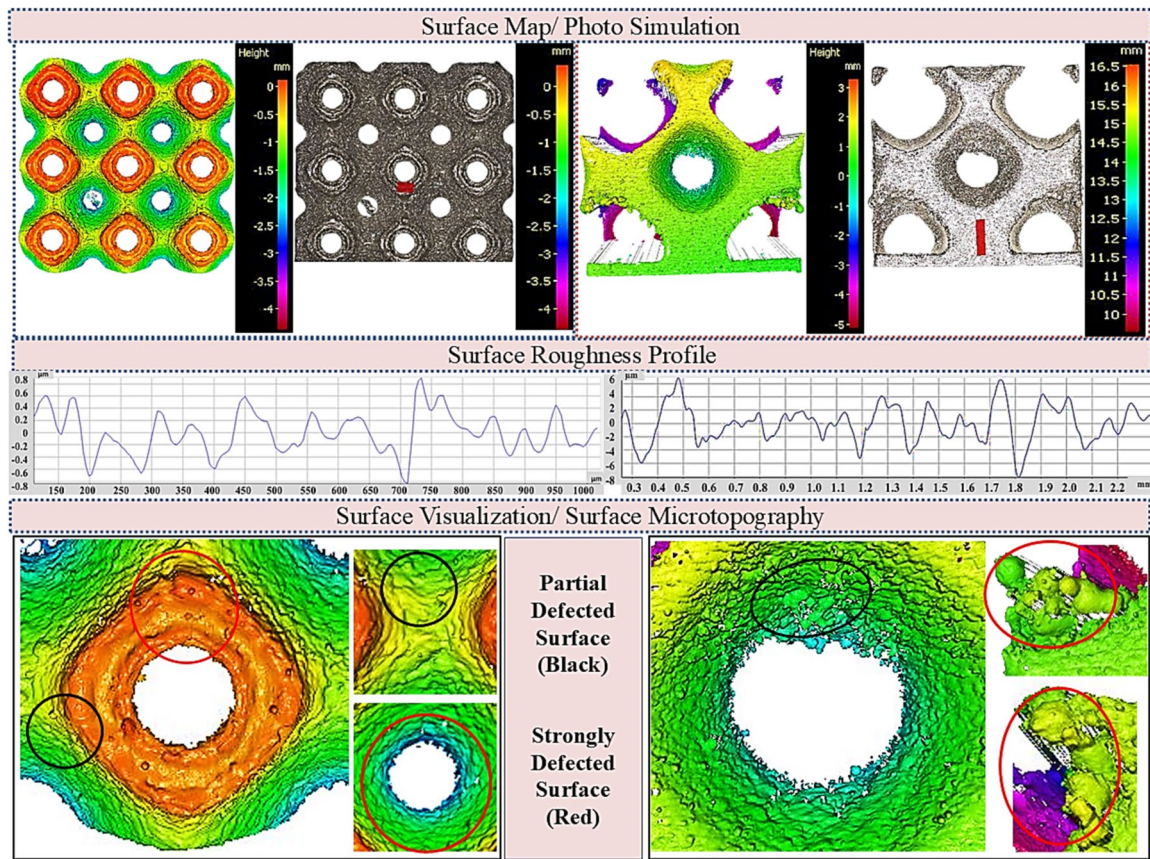 Surface Map/ Photo Simulation
Height
mm
0
-0.5
-1
-1.5
-2
-2.5
-3
-3.5
-4
mm
0
-0.5
-1
-1.5
-2
-2.5
-3
-3.5
-4
Height
mm
3
2
1
0
-1
-2
-3
-4
-5
mm
16.5
16
15.5
15
14.5
14
13.5
13
12.5
12
11.5
11
10.5
10
Surface Roughness Profile
µm
0.8
0.6
0.4
0.2
0
-0.2
-0.4
-0.6
-0.8
µm
150 200 250 300 350 400 450 500 550 600 650 700 750 800 850 900 950 1000
µm
6
4
2
0
-2
-4
-6
-8
mm
0.3 0.4 0.5 0.6 0.7 0.8 0.9 1.0 1.1 1.2 1.3 1.4 1.5 1.6 1.7 1.8 1.9 2.0 2.1 2.2
Surface Visualization/ Surface Microtopography
Partial
Defected
Surface
(Black)
Strongly
Defected
Surface
(Red)